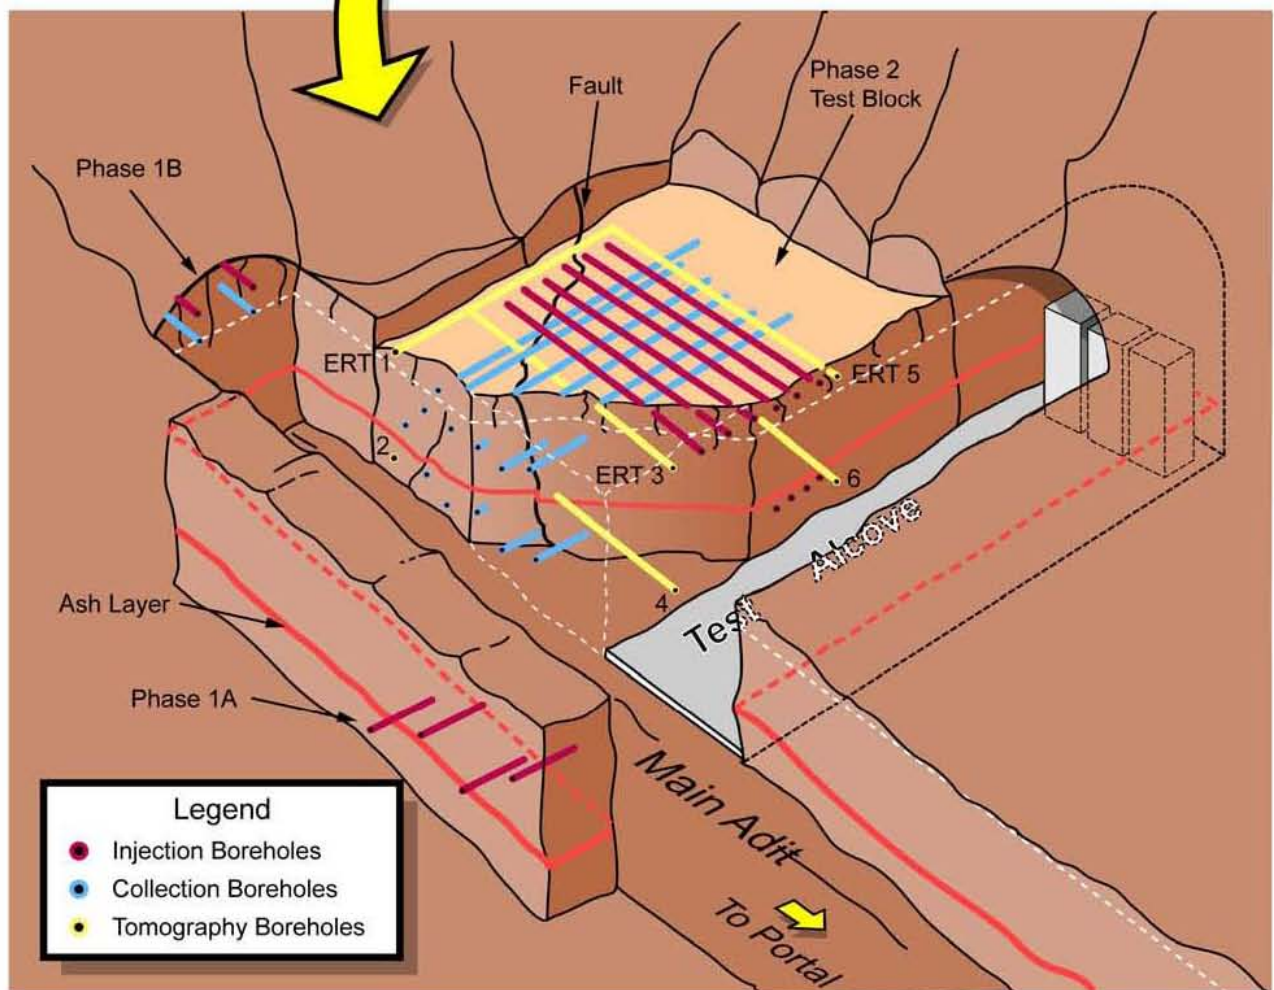 Fault
Phase 2
Test Block
Phase 1B
ERT 1
ERT 5
2
ERT 3
6
Test Alcove
4
Ash Layer
Phase 1A
Main Adit
To Portal
Legend
Injection Boreholes
Collection Boreholes
Tomography Boreholes